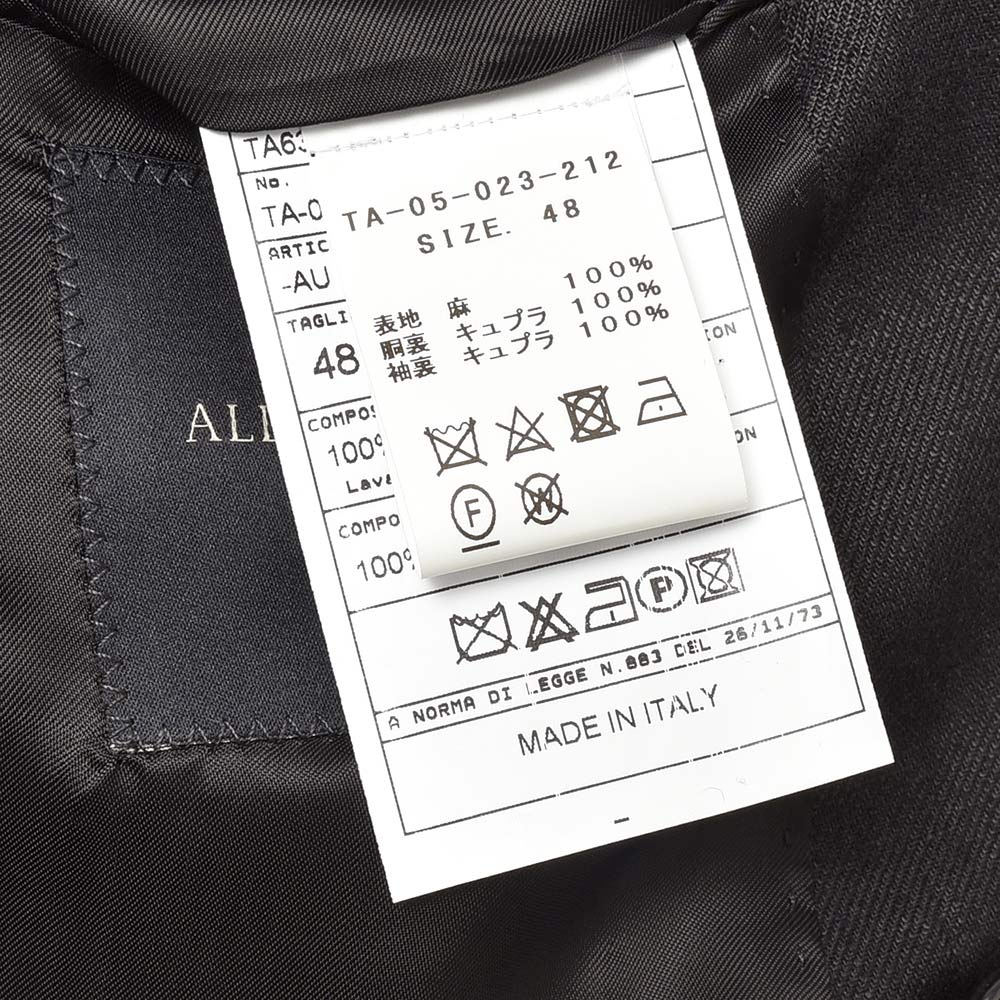 TA63
No.
TA-0
ARTIC
-AU
TAGLI
48
COMPOS
100%
Lava
COMPO
100%
TA-05-023-212
SIZE. 48
表地 麻 100%
胴裏 キュプラ 100%
袖裏 キュプラ 100%
F
W
ION
ON
P
A NORMA DI LEGGE N.883 DEL 26/11/73
MADE IN ITALY
-
ALL